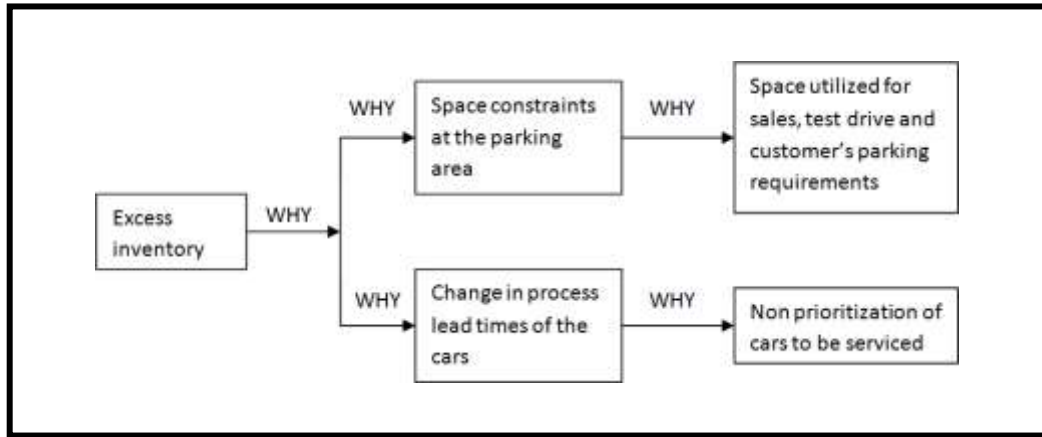 Excess
inventory
WHY
WHY
Space constraints
at the parking
area
WHY
Space utilized for
sales, test drive and
customer's parking
requirements
WHY
Change in process
lead times of the
cars
WHY
Non prioritization of
cars to be serviced